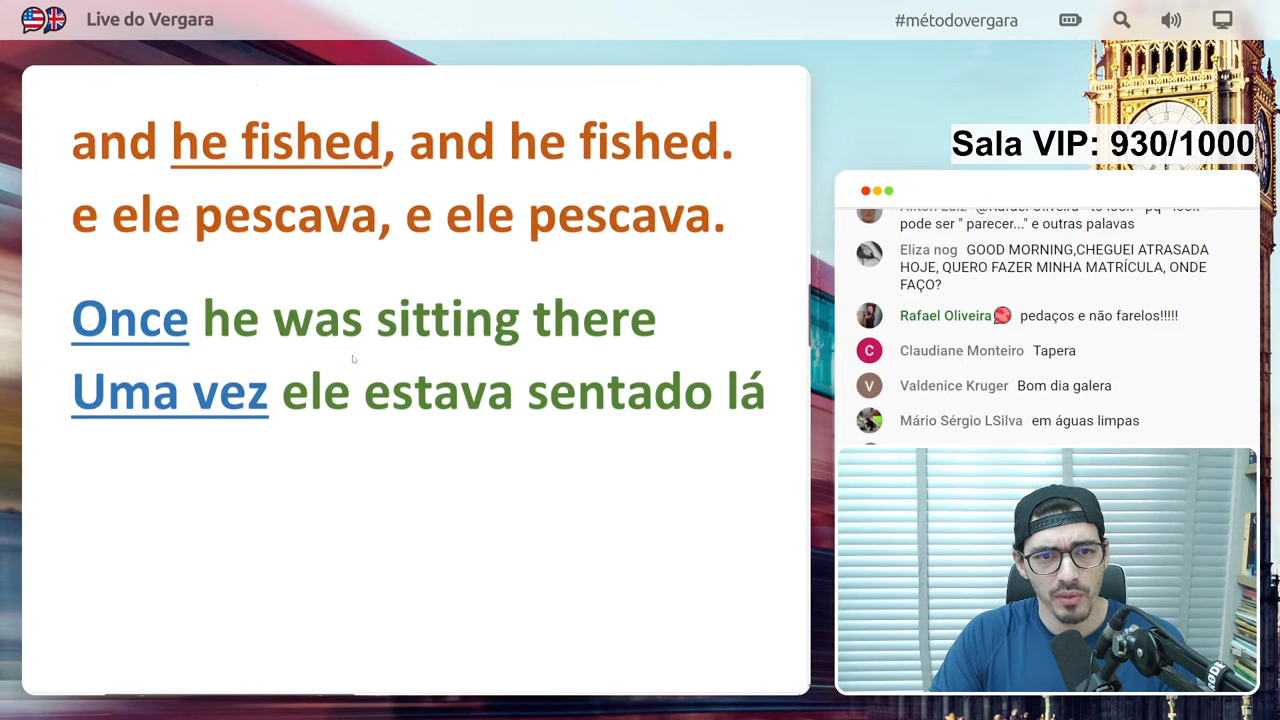 Live do Vergara
#métodovergara
and he fished, and he fished.
e ele pescava, e ele pescava.
Once he was sitting there
Uma vez ele estava sentado lá
Sala VIP: 930/1000
pode ser " parecer..." e outras palavas
Eliza nog GOOD MORNING,CHEGUEI ATRASADA
HOJE, QUERO FAZER MINHA MATRÍCULA, ONDE
FAÇO?
Rafael Oliveira pedaços e não farelos!!!!!
C Claudiane Monteiro Tapera
V Valdenice Kruger Bom dia galera
Mário Sérgio LSilva em águas limpas
RØDE